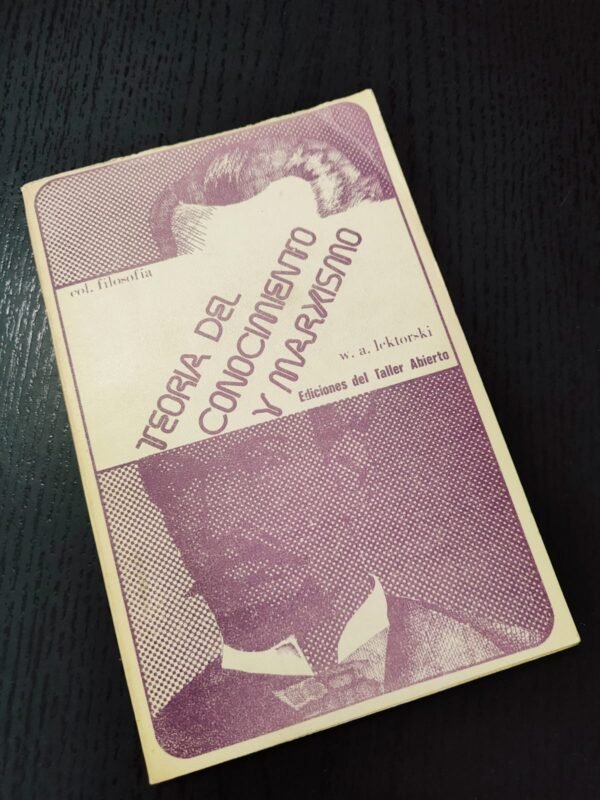 col. filosofía
TEORIA DEL
CONOCIMIENTO
Y MARXISMO
w. a. lektorski
Ediciones del Taller Abierto